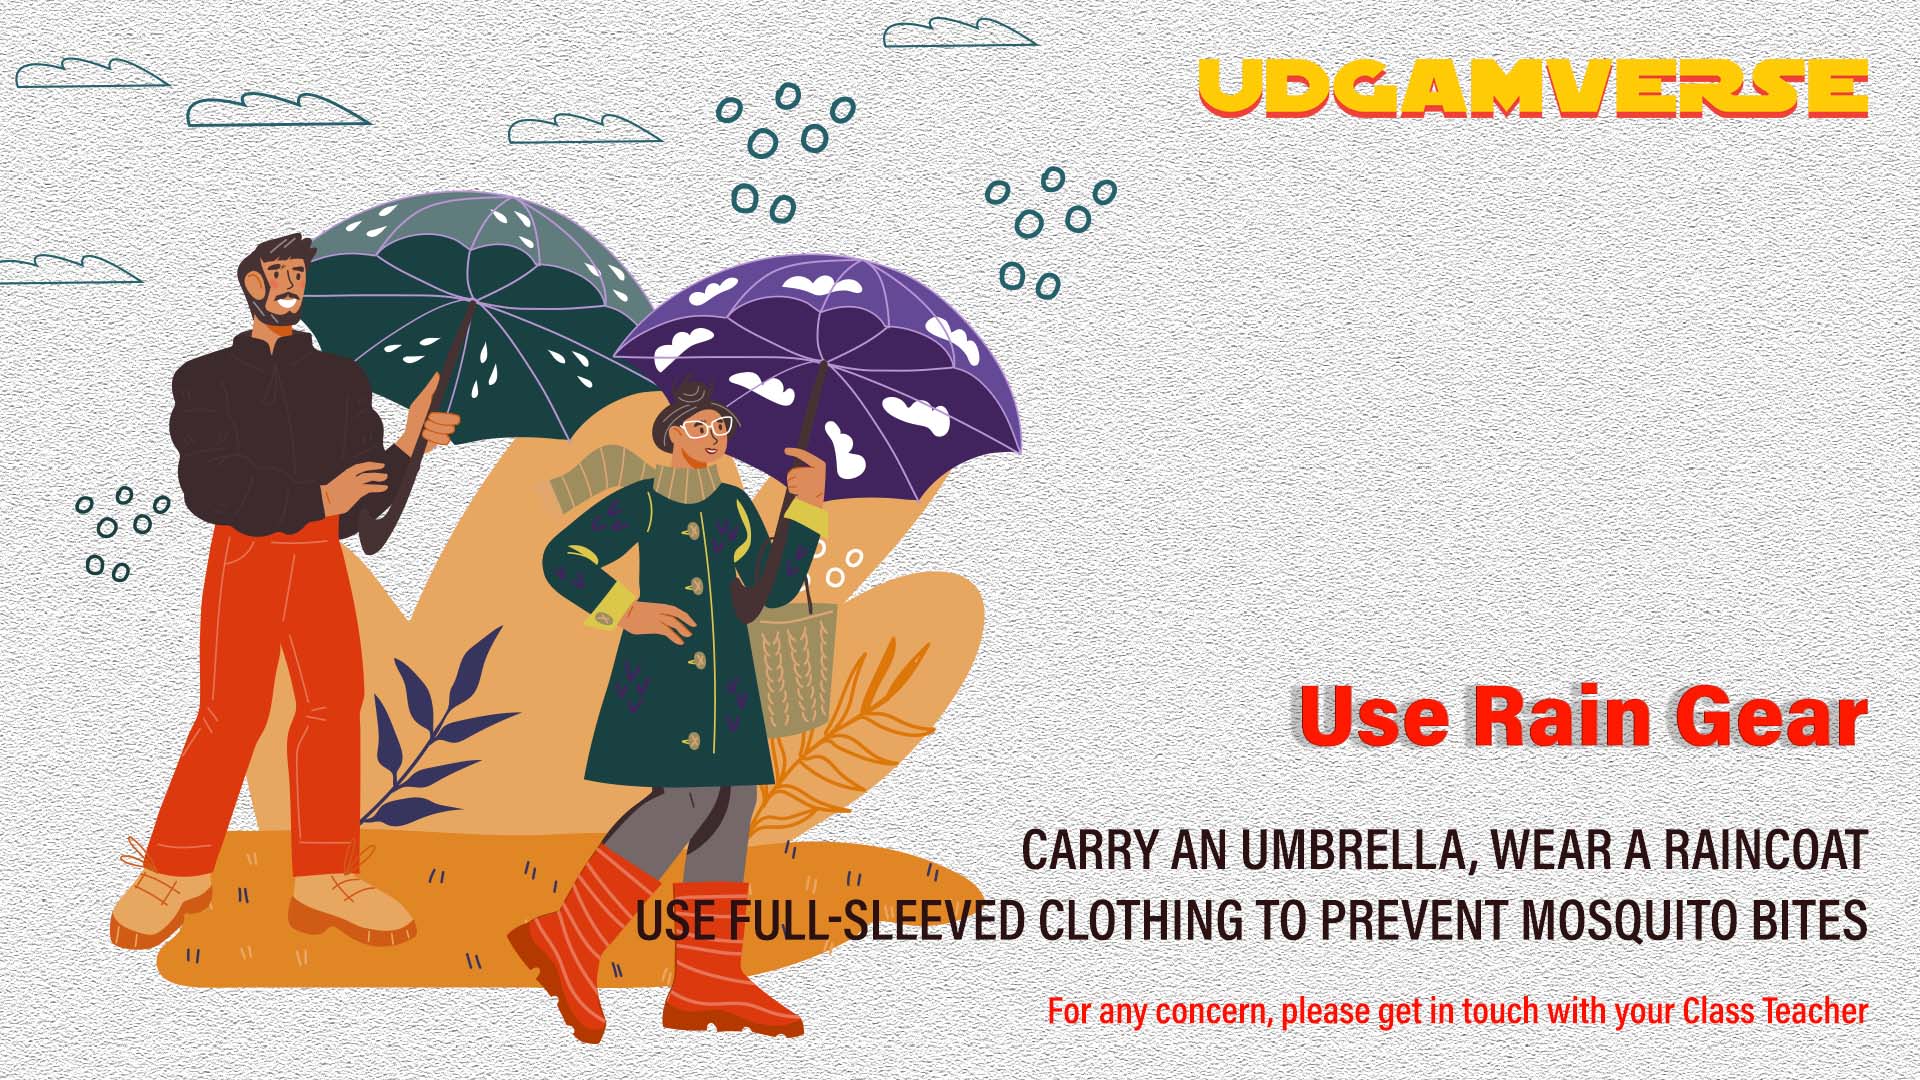 UDGAMVERSE
Use Rain Gear
CARRY AN UMBRELLA, WEAR A RAINCOAT
USE FULL-SLEEVED CLOTHING TO PREVENT MOSQUITO BITES
For any concern, please get in touch with your Class Teacher